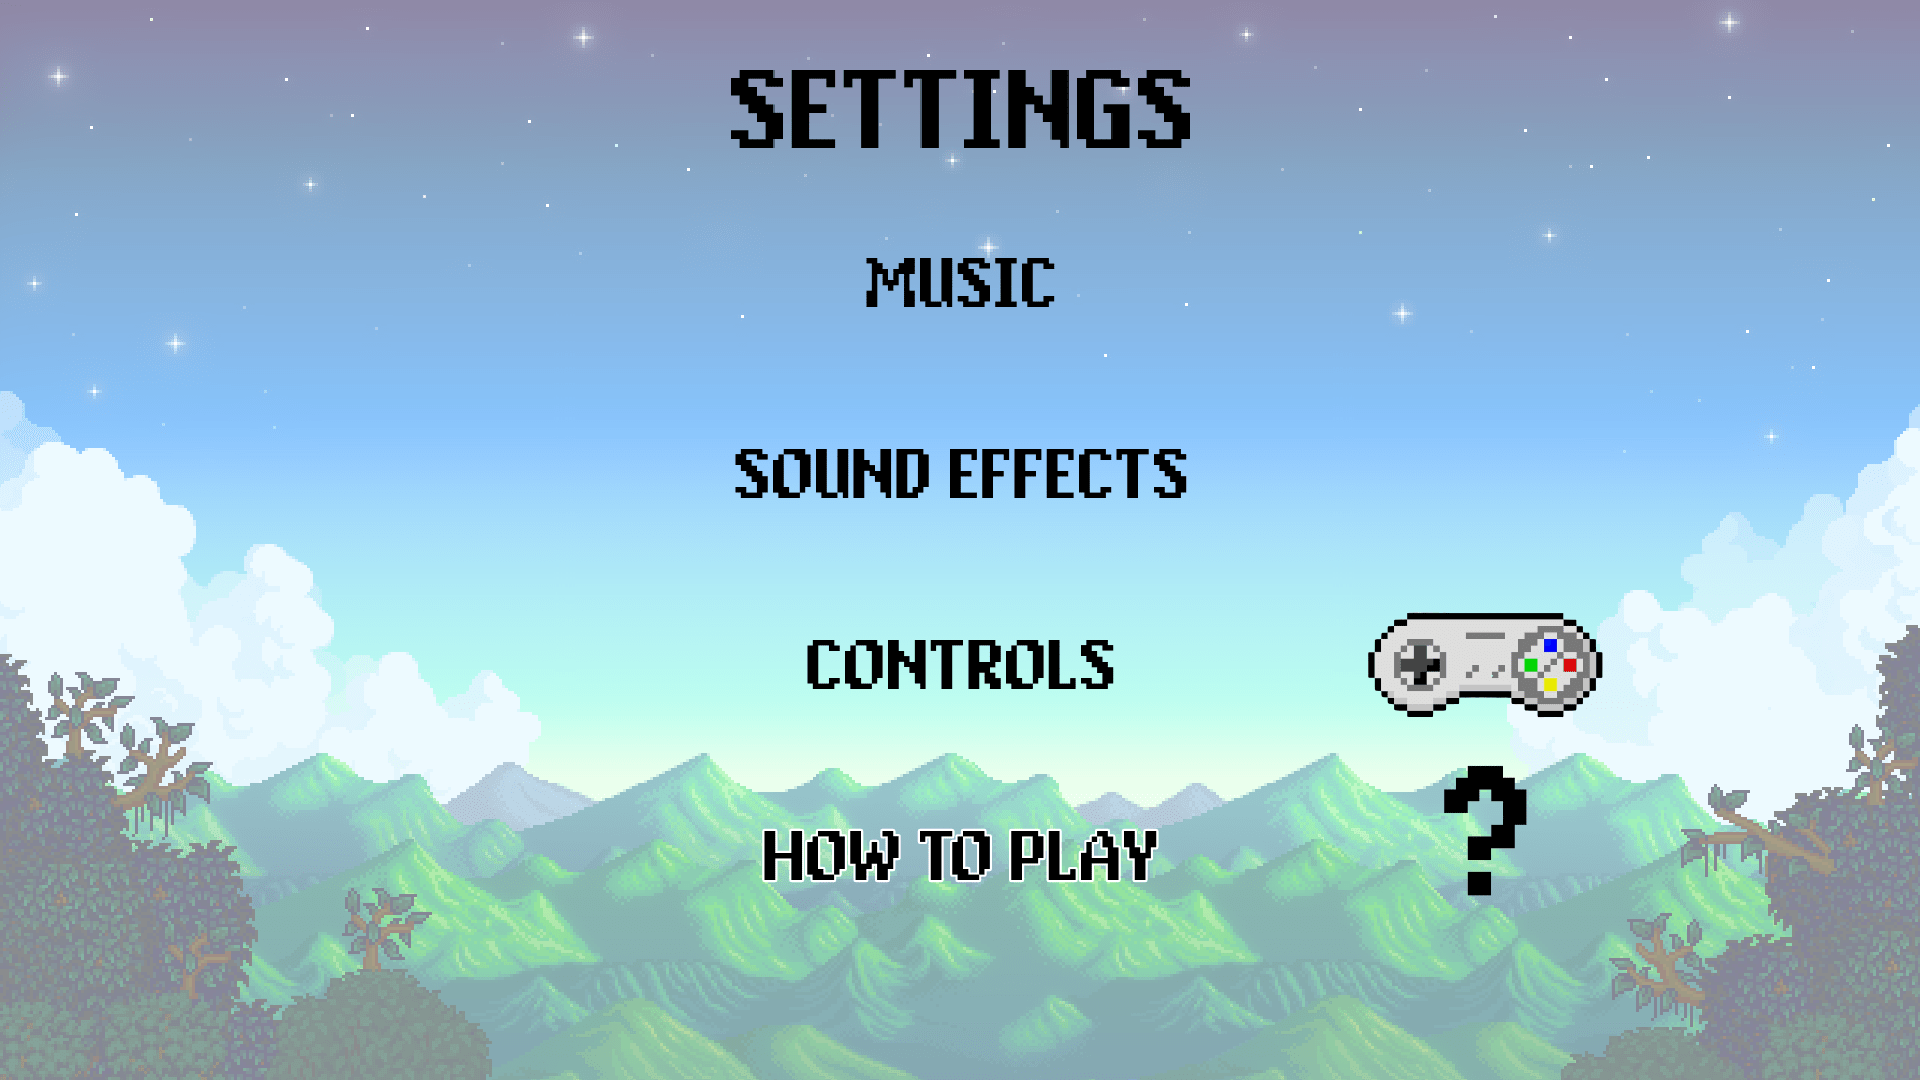 SETTINGS
MUSIC
SOUND EFFECTS
CONTROLS
HOW TO PLAY
?